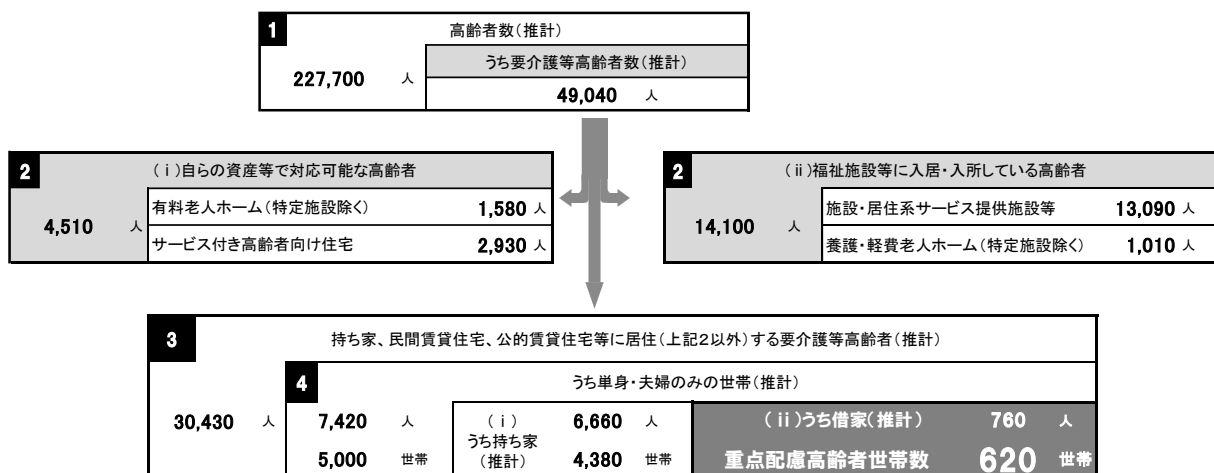 1 高齢者数(推計)
うち要介護等高齢者数(推計)
227,700 人
49,040 人
2 (ⅰ)自らの資産等で対応可能な高齢者
4,510 人
有料老人ホーム(特定施設除く) 1,580 人
サービス付き高齢者向け住宅 2,930 人
2 (ⅱ)福祉施設等に入居・入所している高齢者
14,100 人
施設・居住系サービス提供施設等 13,090 人
養護・軽費老人ホーム(特定施設除く) 1,010 人
3 持ち家、民間賃貸住宅、公的賃貸住宅等に居住(上記2以外)する要介護等高齢者(推計)
4 うち単身・夫婦のみの世帯(推計)
30,430 人
7,420 人
5,000 世帯
(ⅰ)
うち持ち家
(推計)
6,660 人
4,380 世帯
(ⅱ)うち借家(推計) 760 人
重点配慮高齢者世帯数 620 世帯